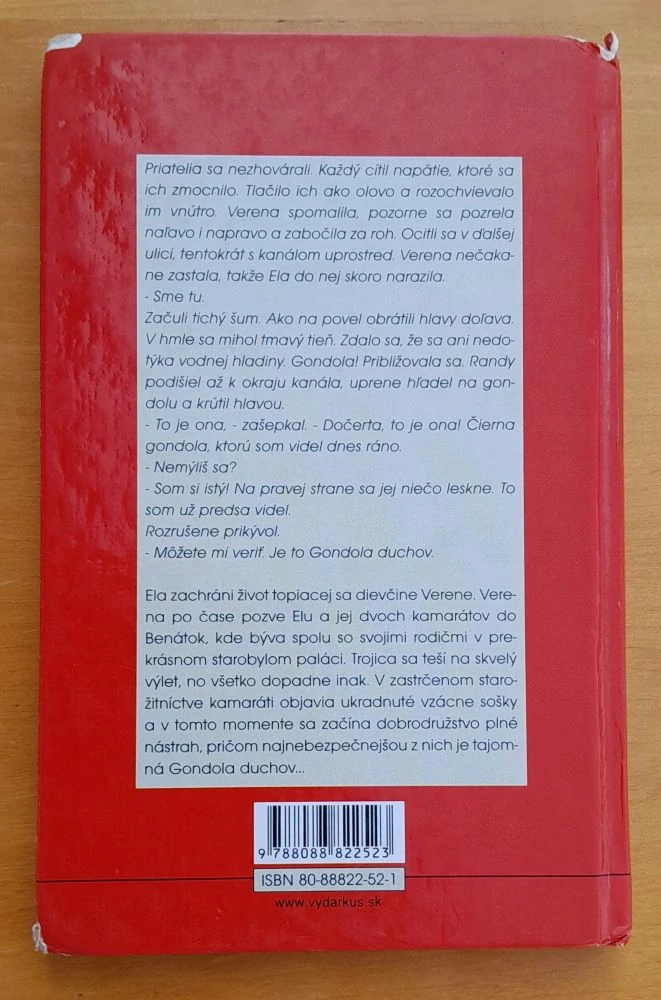 Priatelia sa nezhovárali. Každý cítil napätie, ktoré sa
ich zmocnilo. Tlačilo ich ako olovo a rozochvievalo
im vnútro. Verena spomalila, pozorne sa pozrela
naľavo i napravo a zabočila za roh. Ocitli sa v ďalšej
ulici, tentokrát s kanálom uprostred. Verena nečaka-
ne zastala, takže Ela do nej skoro narazila.
- Sme tu.
Začuli tichý šum. Ako na povel obrátili hlavy doľava.
V hmle sa mihol tmavý tieň. Zdalo sa, že sa ani nedo-
týka vodnej hladiny. Gondola! Približovala sa. Randy
podišiel až k okraju kanála, uprene hľadel na gon-
dolu a krútil hlavou.
- To je ona, - zašepkal. - Dočerta, to je ona! Čierna
gondola, ktorú som videl dnes ráno.
- Nemýliš sa?
- Som si istý! Na pravej strane sa jej niečo leskne. To
som už predsa videl.
Rozrušene prikývol.
- Môžete mi veriť. Je to Gondola duchov.
Ela zachráni život topiacej sa dievčine Verene. Vere-
na po čase pozve Elu a jej dvoch kamarátov do
Benátok, kde býva spolu so svojimi rodičmi v pre-
krásnom starobylom paláci. Trojica sa teší na skvelý
výlet, no všetko dopadne inak. V zastrčenom staro-
žitníctve kamaráti objavia ukradnuté vzácne sošky
a v tomto momente sa začína dobrodružstvo plné
nástrah, pričom najnebezpečnejšou z nich je tajom-
ná Gondola duchov...
9 788088 822523
ISBN 80-88822-52-1
www.vydarkus.sk